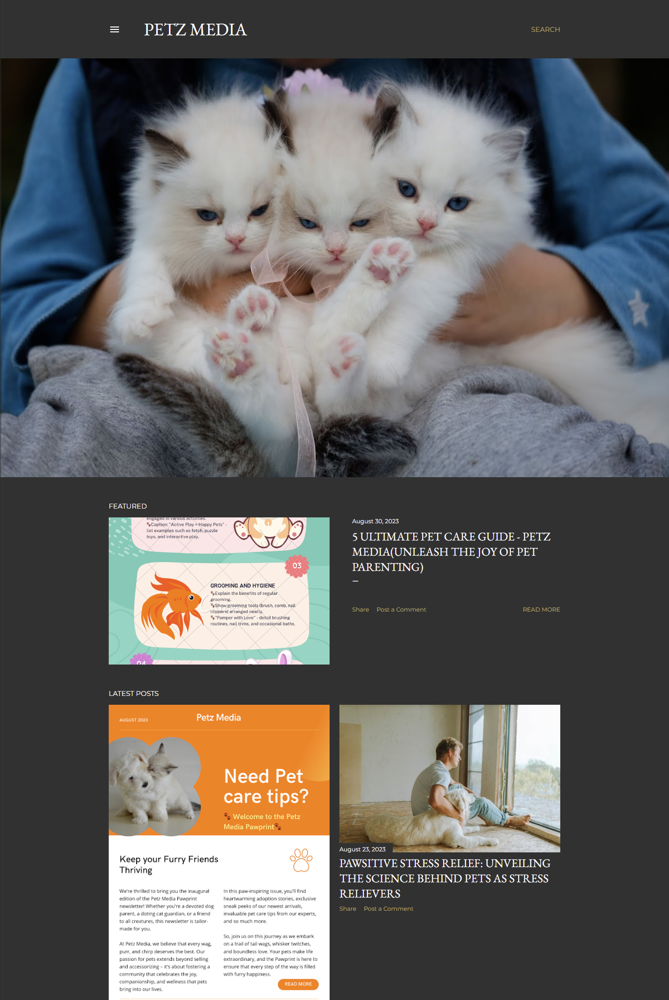 PETZ MEDIA
SEARCH
FEATURED
engaged in various activities.
🐾Caption: "Active Play = Happy Pets" -
list examples such as fetch, puzzle
toys, and interactive play.
03
GROOMING AND HYGIENE
🐾Explain the benefits of regular
grooming.
🐾Show grooming tools (brush, comb, nail
clippers) arranged neatly.
🐾"Pamper with Love" - detail brushing
routines, nail trims, and occasional baths.
04
August 30, 2023
5 ULTIMATE PET CARE GUIDE - PETZ
MEDIA(UNLEASH THE JOY OF PET
PARENTING)
Share Post a Comment READ MORE
LATEST POSTS
AUGUST 2023
Petz Media
Need Pet
care tips?
🐾 Welcome to the Petz
Media Pawprint🐾
Keep your Furry Friends
Thriving
We're thrilled to bring you the inaugural
edition of the Petz Media Pawprint
newsletter! Whether you're a devoted dog
parent, a doting cat guardian, or a friend
to all creatures, this newsletter is tailor-
made for you.
At Petz Media, we believe that every wag,
purr, and chirp deserves the best. Our
passion for pets extends beyond selling
and accessorizing – it's about fostering a
community that celebrates the joy,
companionship, and wellness that pets
bring into our lives.
In this paw-inspiring issue, you'll find
heartwarming adoption stories, exclusive
sneak peeks of our newest arrivals,
invaluable pet care tips from our experts,
and so much more.
So, join us on this journey as we embark
on a trail of tail wags, whisker twitches,
and boundless love. Your pets make life
extraordinary, and the Pawprint is here to
ensure that every step of the way is filled
with furry happiness.
READ MORE
August 23, 2023
PAWSITIVE STRESS RELIEF: UNVEILING
THE SCIENCE BEHIND PETS AS STRESS
RELIEVERS
Share Post a Comment